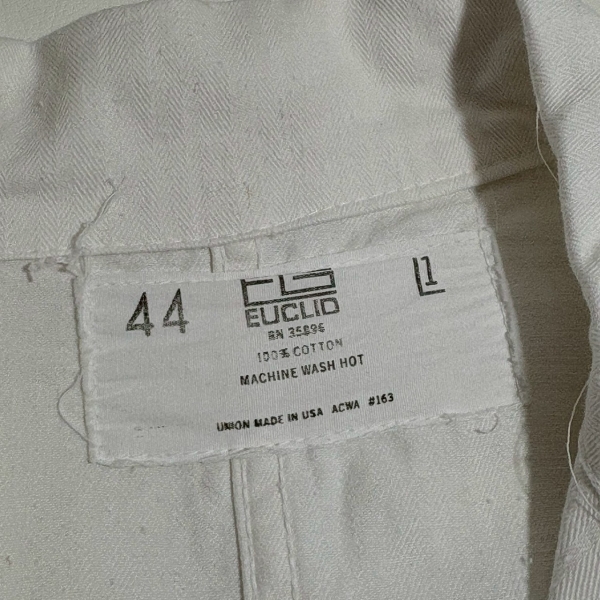 44
L1
EUCLID
RN 35896
100% COTTON
MACHINE WASH HOT
UNION MADE IN USA ACWA #163